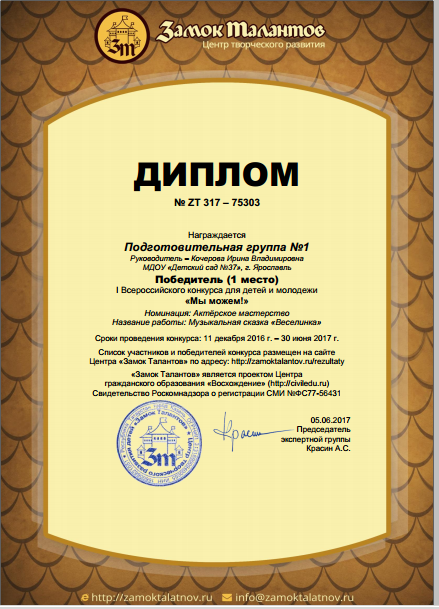 Замок Талантов
Центр творческого развития
ДИПЛОМ
№ ZT 317 – 75303
Награждается
Подготовительная группа №1
Руководитель – Кочерова Ирина Владимировна
МДОУ «Детский сад №37», г. Ярославль
Победитель (1 место)
I Всероссийского конкурса для детей и молодежи
«Мы можем!»
Номинация: Актёрское мастерство
Название работы: Музыкальная сказка «Веселинка»
Сроки проведения конкурса: 11 декабря 2016 г. – 30 июня 2017 г.
Список участников и победителей конкурса размещен на сайте
Центра «Замок Талантов» по адресу: http://zamoktalantov.ru/rezultaty
«Замок Талантов» является проектом Центра
гражданского образования «Восхождение» (http://civiledu.ru)
Свидетельство Роскомнадзора о регистрации СМИ №ФС77-56431
05.06.2017
Председатель
экспертной группы
Красин А.С.
Зт
http://zamoktalatnov.ru info@zamoktalatnov.ru